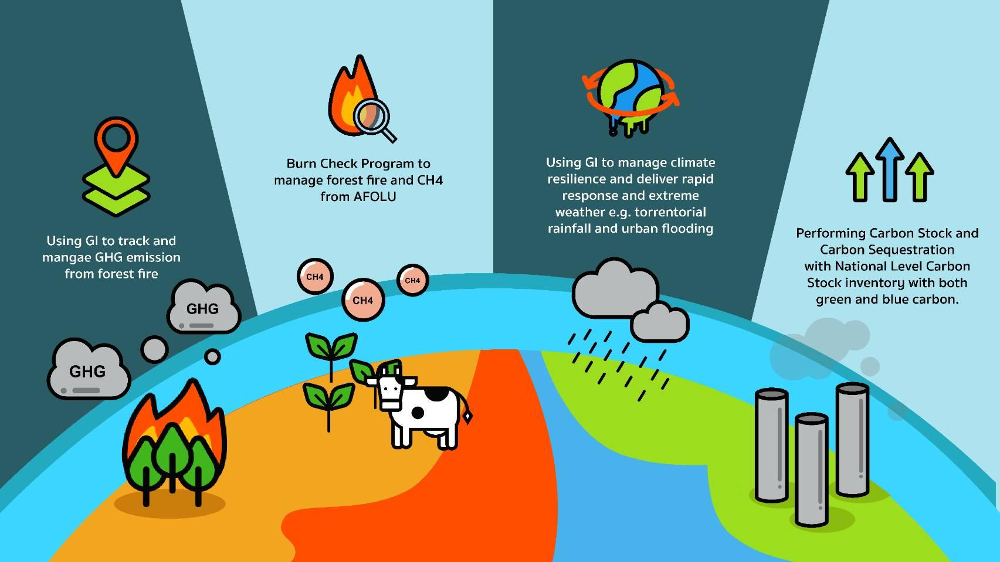 Using GI to track and
mangae GHG emission
from forest fire
Burn Check Program to
manage forest fire and CH4
from AFOLU
Using GI to manage climate
resilience and deliver rapid
response and extreme
weather e.g. torrentorial
rainfall and urban flooding
Performing Carbon Stock and
Carbon Sequestration
with National Level Carbon
Stock inventory with both
green and blue carbon.
GHG
GHG
CH4
CH4
CH4